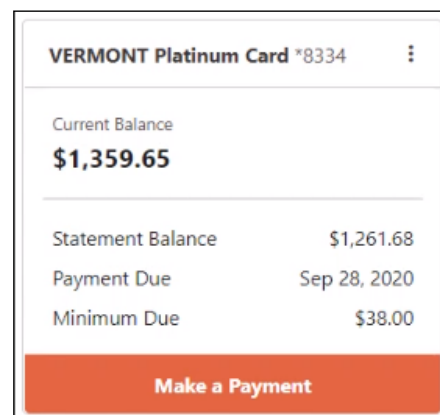 VERMONT Platinum Card *8334
Current Balance
$1,359.65
Statement Balance $1,261.68
Payment Due Sep 28, 2020
Minimum Due $38.00
Make a Payment